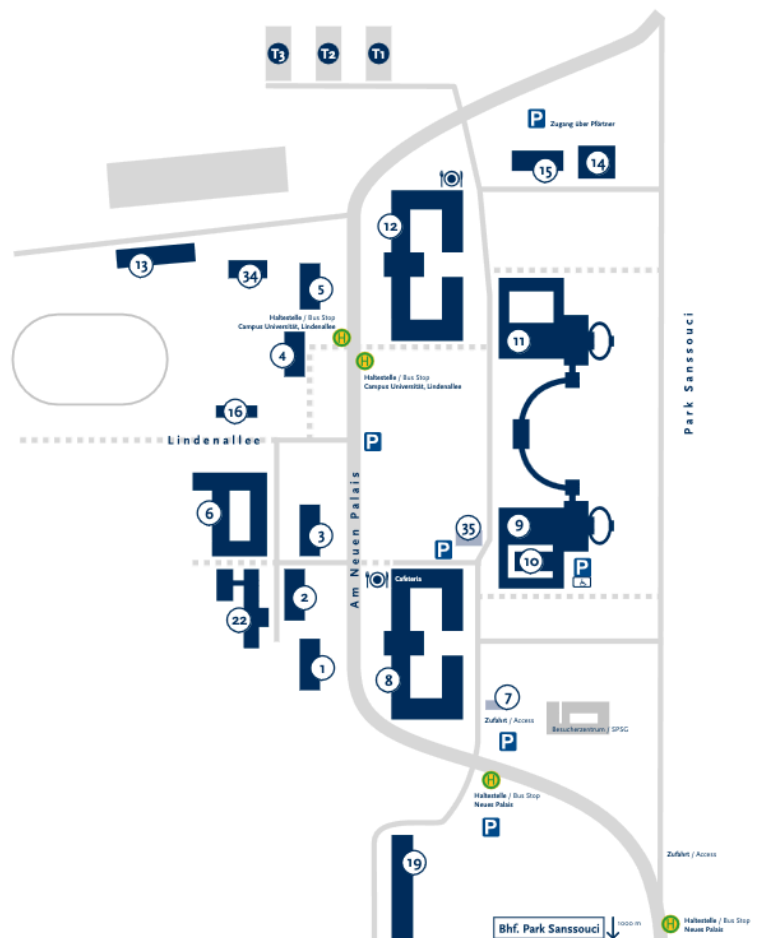 T3
T2
T1
P
Zugang über Pförtner
15
14
12
13
34
5
11
Haltestelle / Bus Stop
Campus Universität, Lindenallee
H
4
H
Haltestelle / Bus Stop
Campus Universität, Lindenallee
Park Sanssouci
16
Lindenallee
P
Am Neuen Palais
6
3
35
P
9
10
P
Cafeteria
2
22
1
8
7
Zufahrt / Access
Besucherzentrum / SPSG
P
H
Haltestelle / Bus Stop
Neues Palais
P
19
Zufahrt / Access
Bhf. Park Sanssouci
1000 m
H
Haltestelle / Bus Stop
Neues Palais